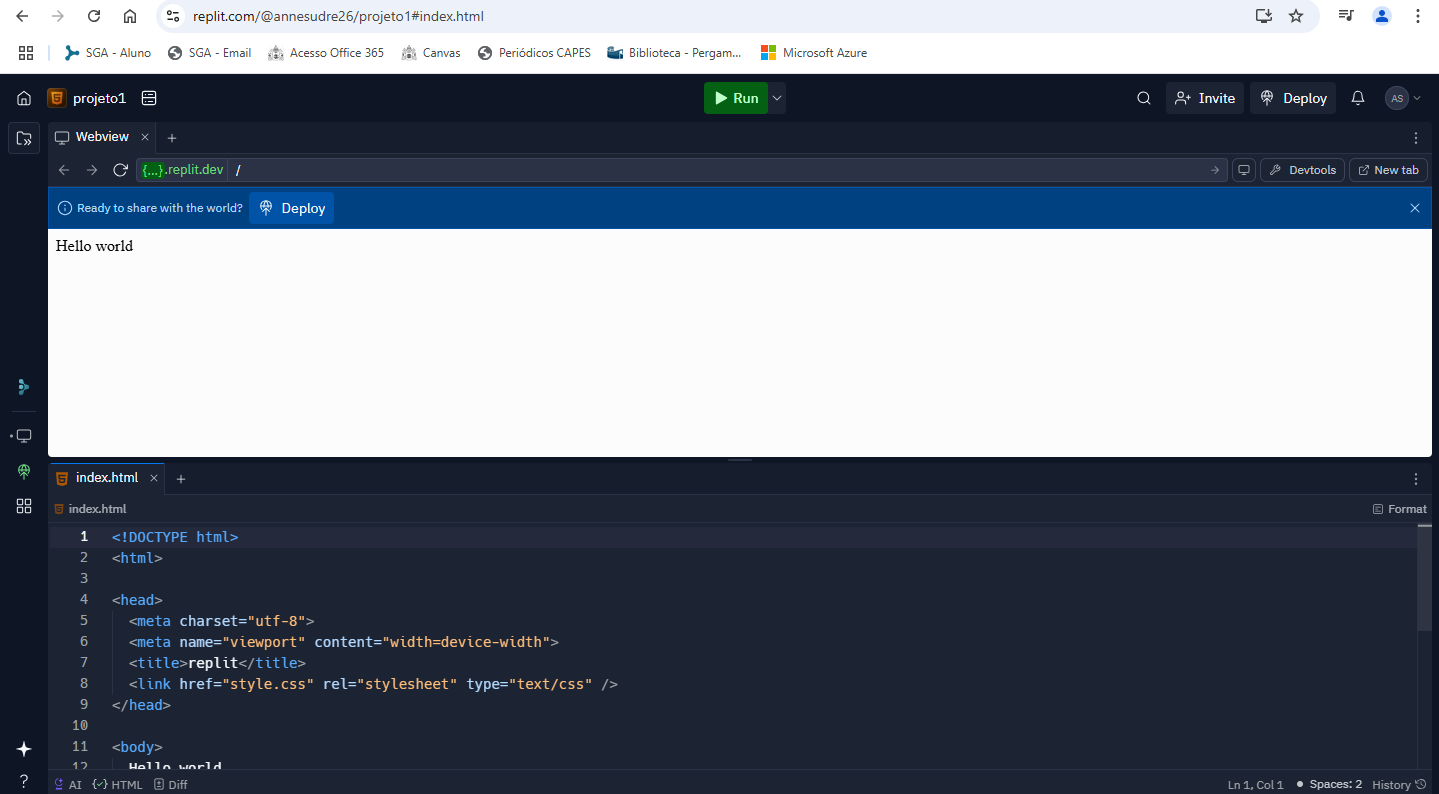 replit.com/@annesudre26/projeto1#index.html
SGA - Aluno SGA - Email Acesso Office 365 Canvas Periódicos CAPES Biblioteca - Pergam... Microsoft Azure
projeto1 Run Invite Deploy AS
Webview
{...}.replit.dev / Devtools New tab
Ready to share with the world? Deploy
Hello world
index.html
index.html Format
1 <!DOCTYPE html>
2 <html>
3
4 <head>
5 <meta charset="utf-8">
6 <meta name="viewport" content="width=device-width">
7 <title>replit</title>
8 <link href="style.css" rel="stylesheet" type="text/css" />
9 </head>
10
11 <body>
12 Hello world
? AI HTML Diff Ln 1, Col 1 Spaces: 2 History